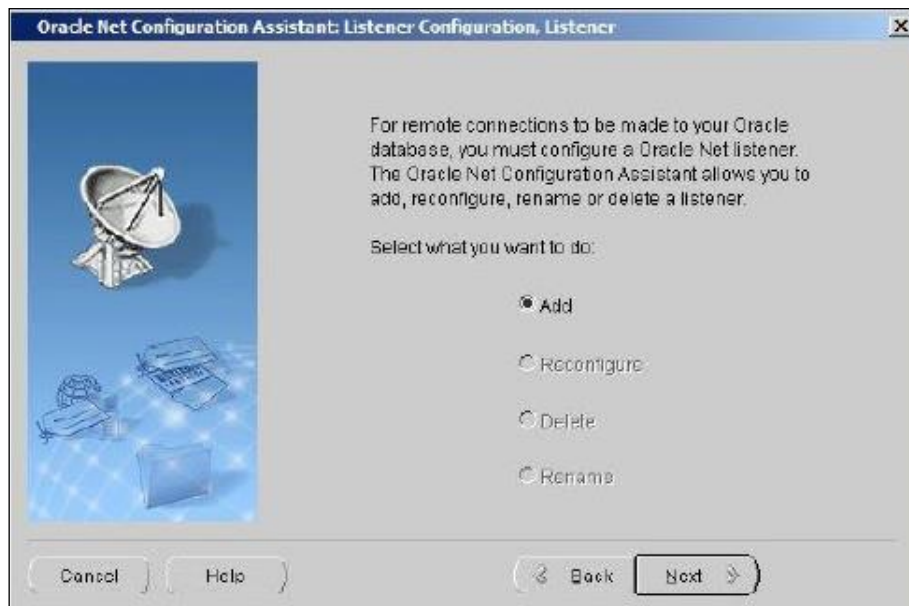 Oracle Net Configuration Assistant: Listener Configuration, Listener
For remote connections to be made to your Oracle
database, you must configure a Oracle Net listener.
The Oracle Net Configuration Assistant allows you to
add, reconfigure, rename or delete a listener.
Select what you want to do:
Add
Reconfigure
Delete
Rename
Cancel
Help
Back
Next